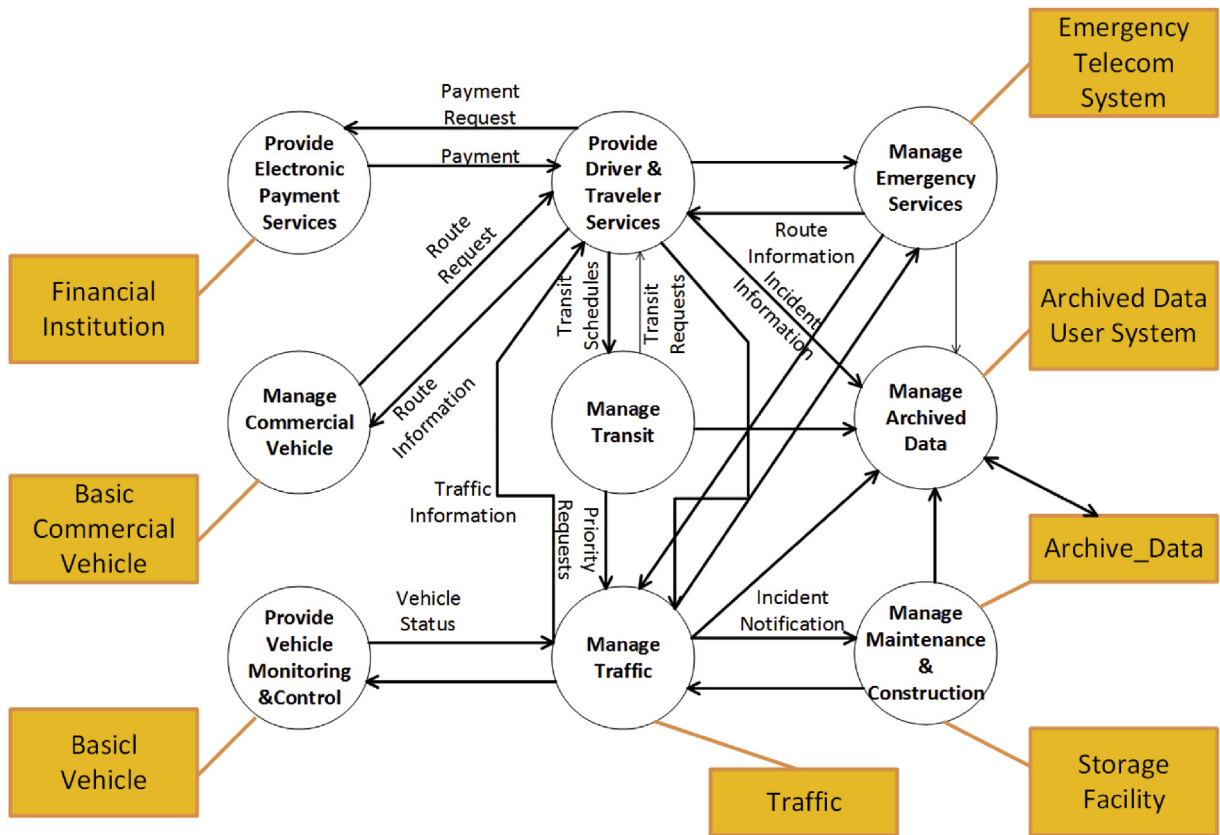 Emergency
Telecom
System
Payment
Request
Provide
Electronic
Payment
Services
Payment
Provide
Driver &
Traveler
Services
Manage
Emergency
Services
Route
Request
Route
Information
Incident
Information
Transit
Schedules
Transit
Requests
Financial
Institution
Archived Data
User System
Manage
Commercial
Vehicle
Route
Information
Manage
Transit
Manage
Archived
Data
Basic
Commercial
Vehicle
Traffic
Information
Requests
Priority
Archive_Data
Provide
Vehicle
Monitoring
&Control
Vehicle
Status
Manage
Traffic
Incident
Notification
Manage
Maintenance
&
Construction
Basicl
Vehicle
Traffic
Storage
Facility